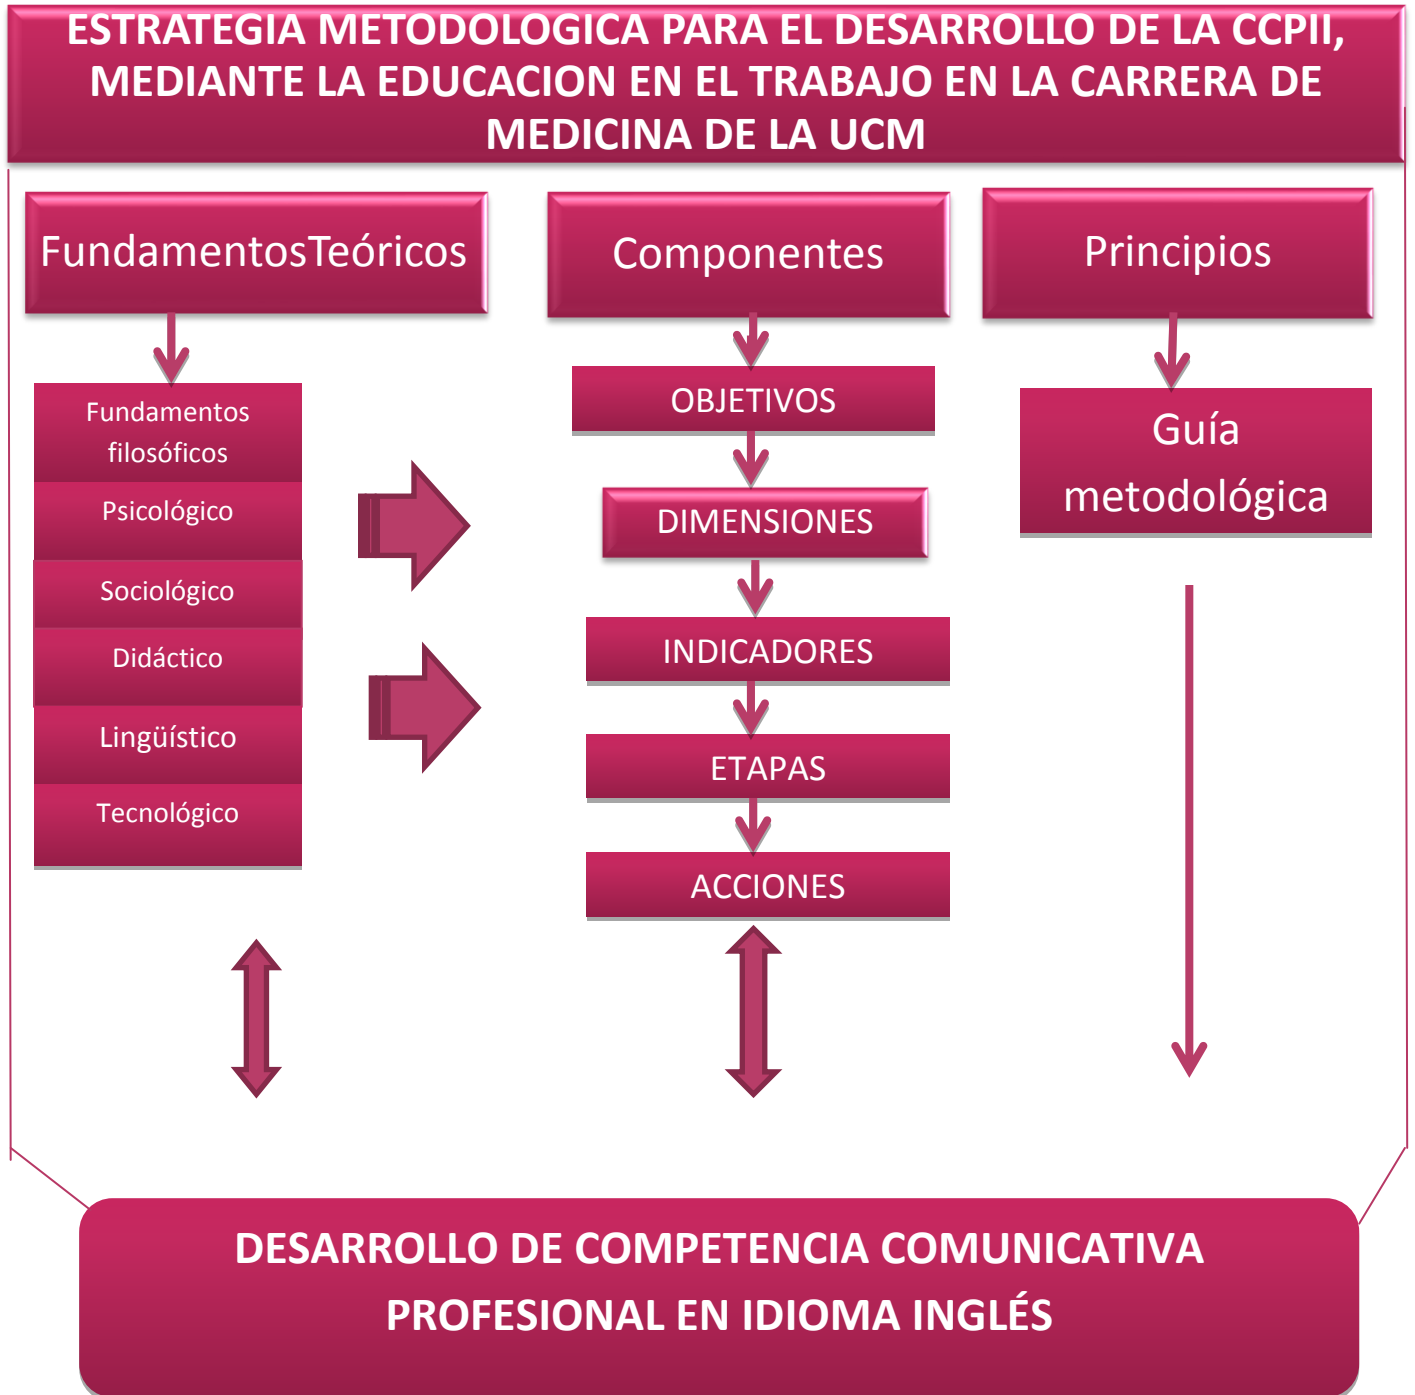 ESTRATEGIA METODOLOGICA PARA EL DESARROLLO DE LA CCPII,
MEDIANTE LA EDUCACION EN EL TRABAJO EN LA CARRERA DE
MEDICINA DE LA UCM
FundamentosTeóricos
Fundamentos
filosóficos
Psicológico
Sociológico
Didáctico
Lingüístico
Tecnológico
Componentes
OBJETIVOS
DIMENSIONES
INDICADORES
ETAPAS
ACCIONES
Principios
Guía
metodológica
DESARROLLO DE COMPETENCIA COMUNICATIVA
PROFESIONAL EN IDIOMA INGLÉS